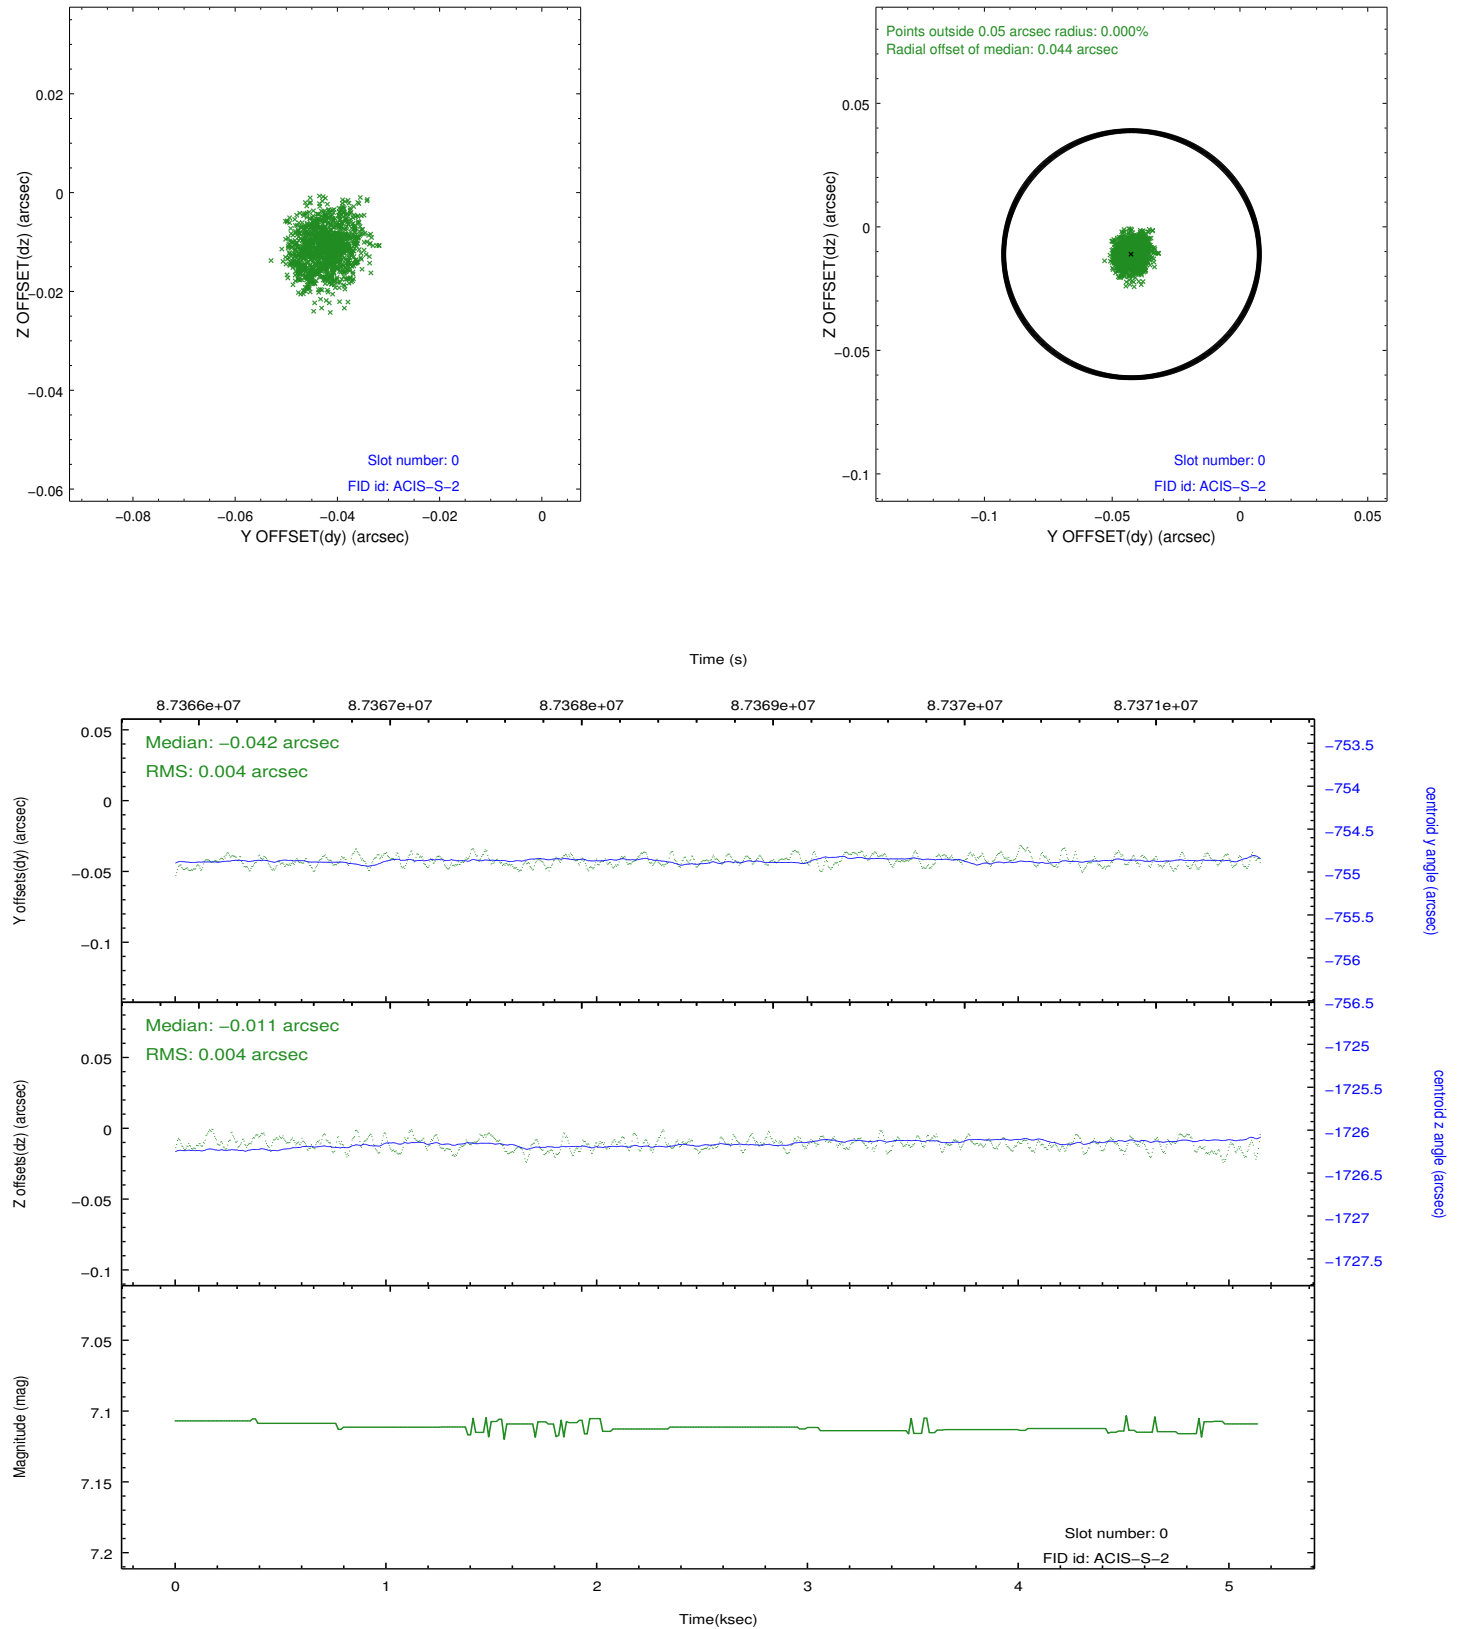 0.02
0
−0.02
−0.04
−0.06
Z OFFSET(dz) (arcsec)
Slot number: 0
FID id: ACIS−S−2
−0.08
−0.06
−0.04
−0.02
0
Y OFFSET(dy) (arcsec)
Points outside 0.05 arcsec radius: 0.000%
Radial offset of median: 0.044 arcsec
0.05
0
−0.05
−0.1
Z OFFSET(dz) (arcsec)
Slot number: 0
FID id: ACIS−S−2
−0.1
−0.05
0
0.05
Y OFFSET(dy) (arcsec)
Time (s)
8.7366e+07
8.7367e+07
8.7368e+07
8.7369e+07
8.737e+07
8.7371e+07
Median: −0.042 arcsec
RMS: 0.004 arcsec
0.05
0
−0.05
−0.1
Y offsets(dy) (arcsec)
−753.5
−754
−754.5
−755
−755.5
−756
−756.5
centroid y angle (arcsec)
Median: −0.011 arcsec
RMS: 0.004 arcsec
0.05
0
−0.05
−0.1
Z offsets(dz) (arcsec)
−1725
−1725.5
−1726
−1726.5
−1727
−1727.5
centroid z angle (arcsec)
7.05
7.1
7.15
7.2
Magnitude (mag)
Slot number: 0
FID id: ACIS−S−2
0
1
2
3
4
5
Time(ksec)